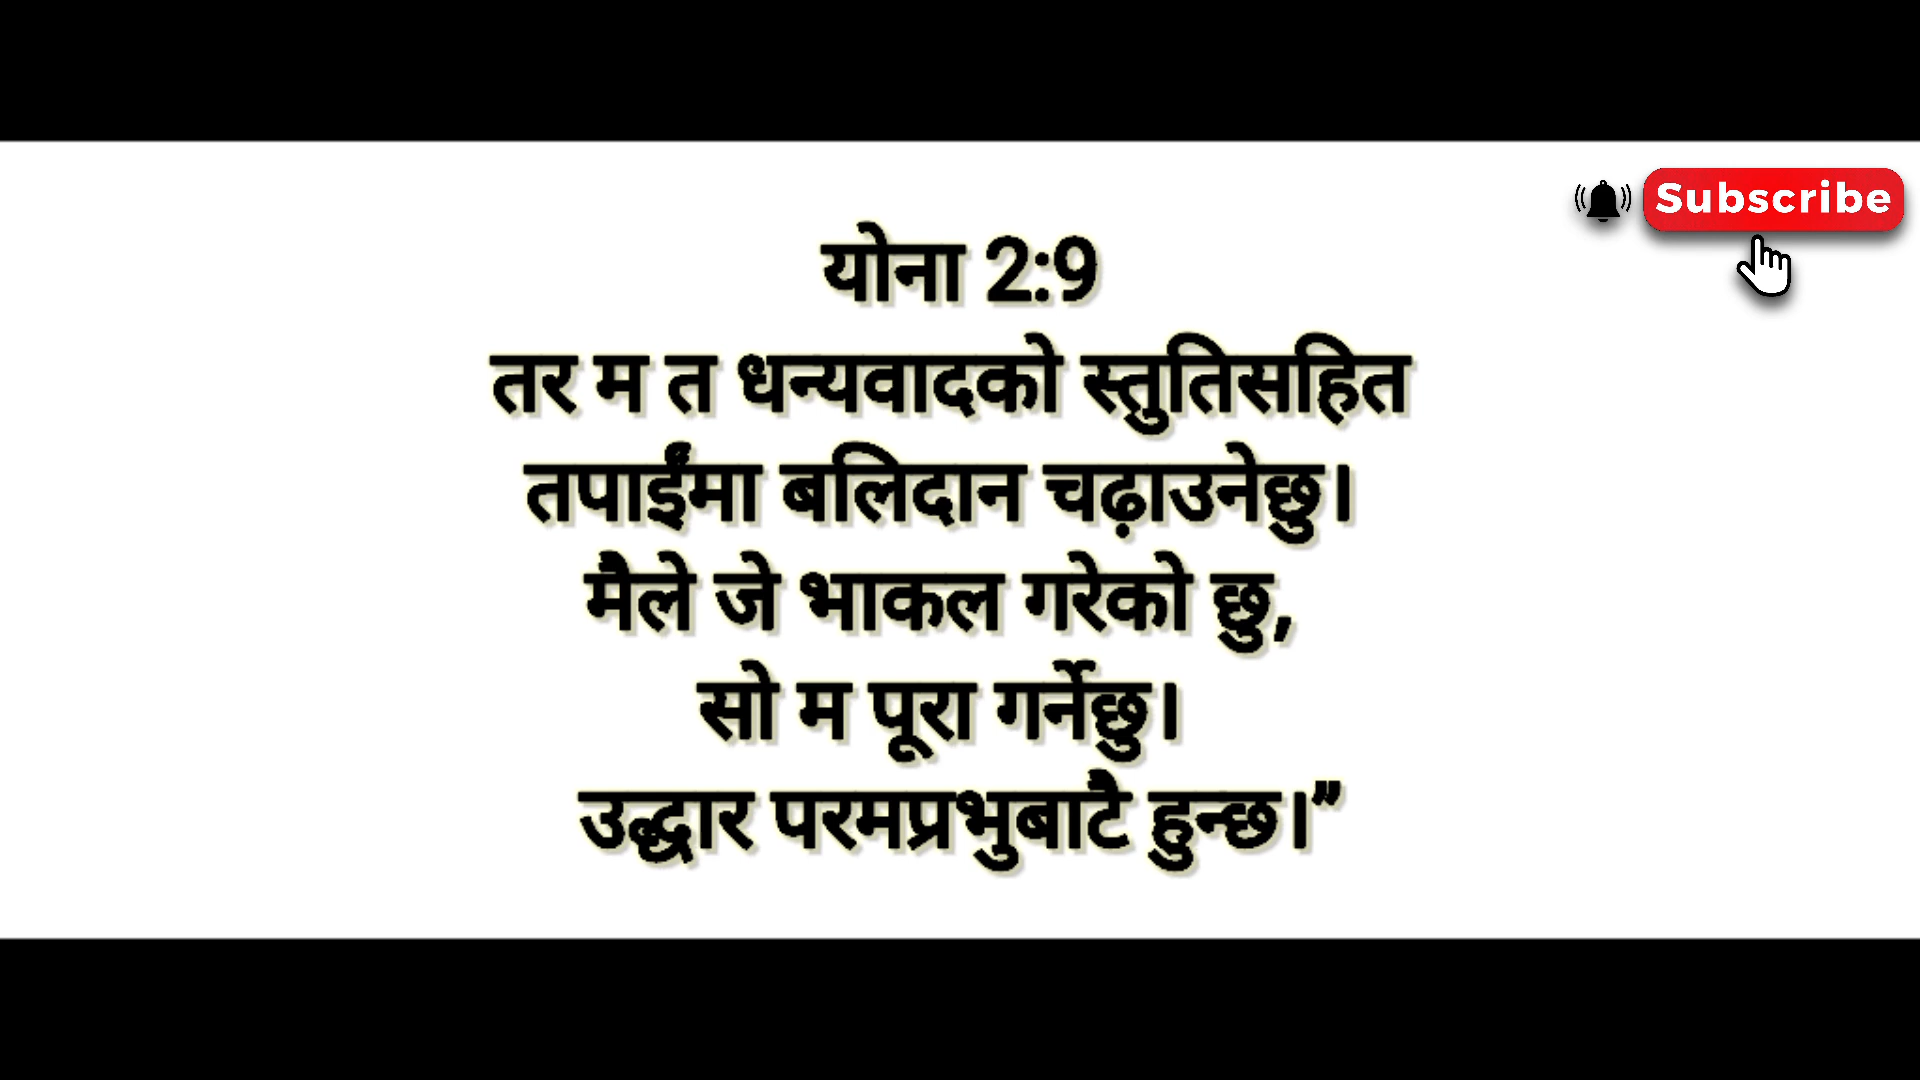 Subscribe
योना 2:9
तर म त धन्यवादको स्तुतिसहित
तपाईंमा बलिदान चढ़ाउनेछु।
मैले जे भाकल गरेको छु,
सो म पूरा गर्नेछु।
उद्धार परमप्रभुबाटै हुन्छ।”